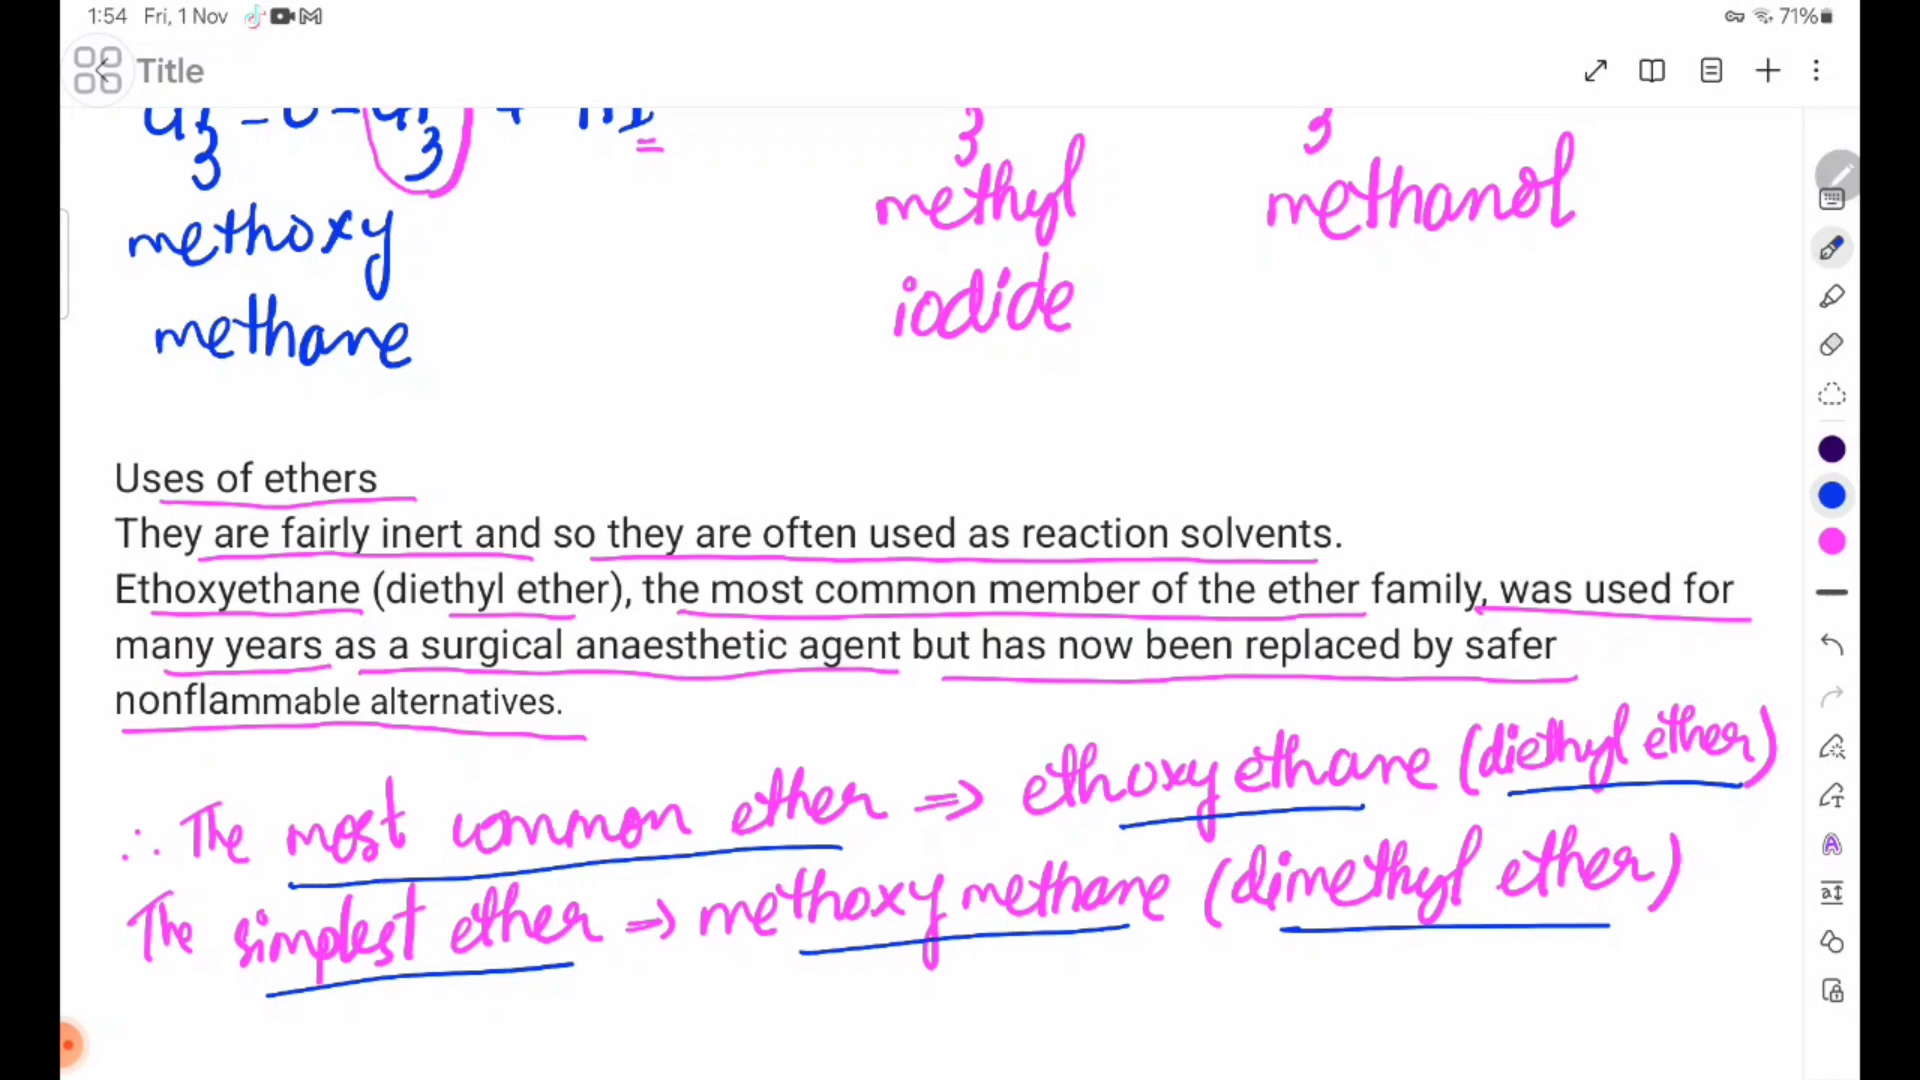 1:54 Fri, 1 Nov 71%
Title
methoxy methyl methanol
methane iodide
Uses of ethers
They are fairly inert and so they are often used as reaction solvents.
Ethoxyethane (diethyl ether), the most common member of the ether family, was used for
many years as a surgical anaesthetic agent but has now been replaced by safer
nonflammable alternatives.
∴ The most common ether ⇒ ethoxy ethane (diethyl ether)
The simplest ether ⇒ methoxy methane (dimethyl ether)